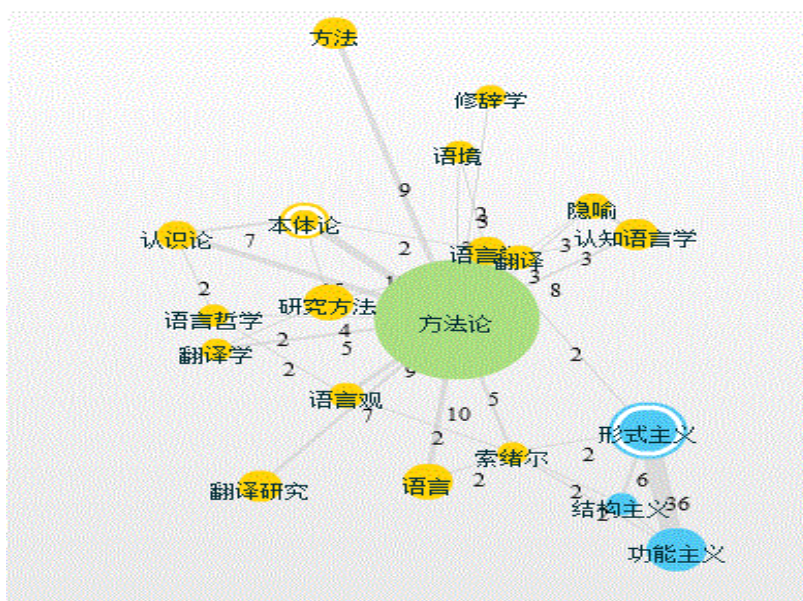 方法
修辞学
语境
9
隐喻
2
3
本体论
认识论
7
2
语言
翻译
3
认知语言学
3
3
8
2
研究方法
语言哲学
方法论
4
2
翻译学
5
2
2
9
语言观
7
10
5
形式主义
2
索绪尔
2
2
6
翻译研究
语言
2
结构主义
36
2
功能主义